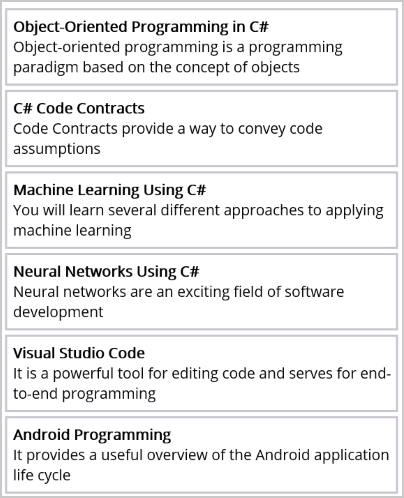 Object-Oriented Programming in C#
Object-oriented programming is a programming
paradigm based on the concept of objects
C# Code Contracts
Code Contracts provide a way to convey code
assumptions
Machine Learning Using C#
You will learn several different approaches to applying
machine learning
Neural Networks Using C#
Neural networks are an exciting field of software
development
Visual Studio Code
It is a powerful tool for editing code and serves for end-
to-end programming
Android Programming
It provides a useful overview of the Android application
life cycle